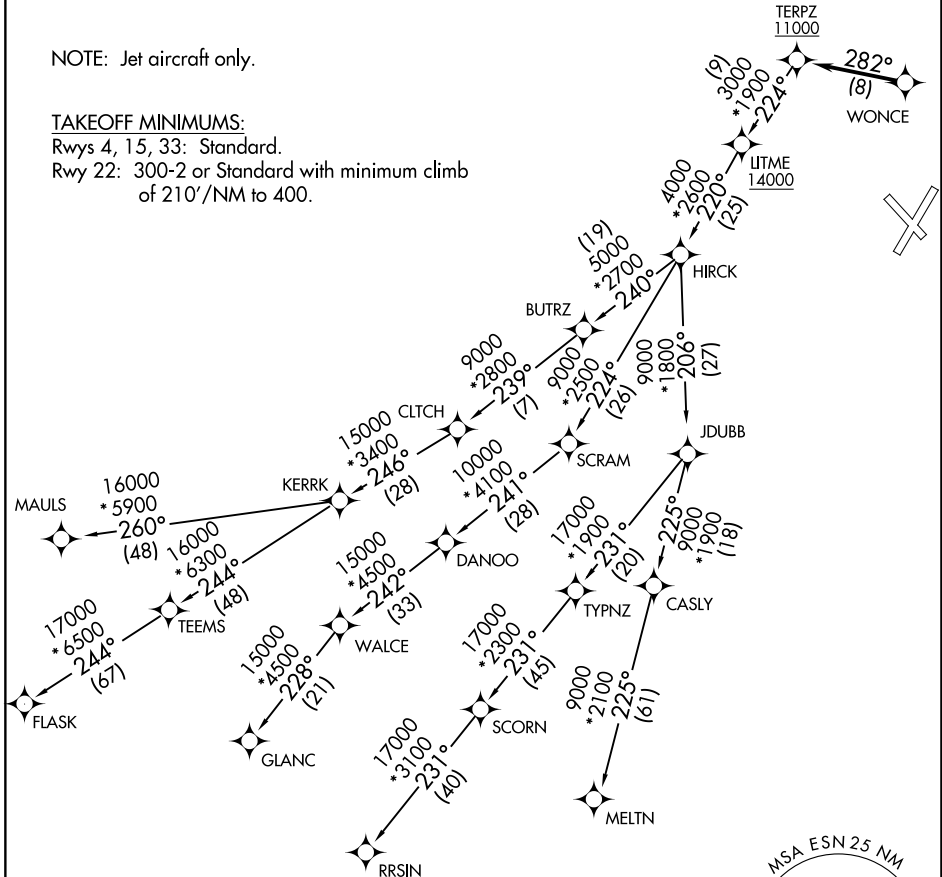 NOTE: Jet aircraft only.
TAKEOFF MINIMUMS:
Rwys 4, 15, 33: Standard.
Rwy 22: 300-2 or Standard with minimum climb
of 210'/NM to 400.
TERPZ
11000
282°
(8)
WONCE
(9)
3000
*1900
224°
LITME
14000
4000
*2600
220°
(25)
HIRCK
(19)
5000
*2700
240°
BUTRZ
9000
*2800
239°
(7)
CLTCH
9000
*2500
224°
(26)
SCRAM
9000
*1800
206°
(27)
JDUBB
15000
*3400
246°
(28)
KERRK
10000
*4100
241°
(28)
DANOO
16000
*5900
260°
(48)
MAULS
16000
*6300
244°
(48)
TEEMS
15000
*4500
242°
(33)
WALCE
17000
*1900
231°
(20)
TYPNZ
225°
9000
*1900
(18)
CASLY
17000
*6500
244°
(67)
FLASK
15000
*4500
228°
(21)
GLANC
17000
*2300
231°
(45)
SCORN
9000
*2100
225°
(61)
MELTN
17000
*3100
231°
(40)
RRSIN
MSA ESN 25 NM